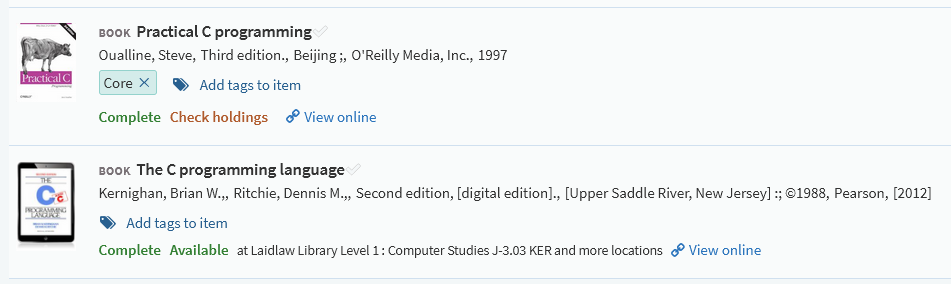 BOOK Practical C programming
Oualline, Steve, Third edition., Beijing ;, O'Reilly Media, Inc., 1997
Core ×
Add tags to item
Complete Check holdings View online
Practical C
Programming
BOOK The C programming language
Kernighan, Brian W.,, Ritchie, Dennis M.,, Second edition, [digital edition]., [Upper Saddle River, New Jersey] :; ©1988, Pearson, [2012]
Add tags to item
Complete Available at Laidlaw Library Level 1 : Computer Studies J-3.03 KER and more locations View online
THE
C
PROGRAMMING
LANGUAGE